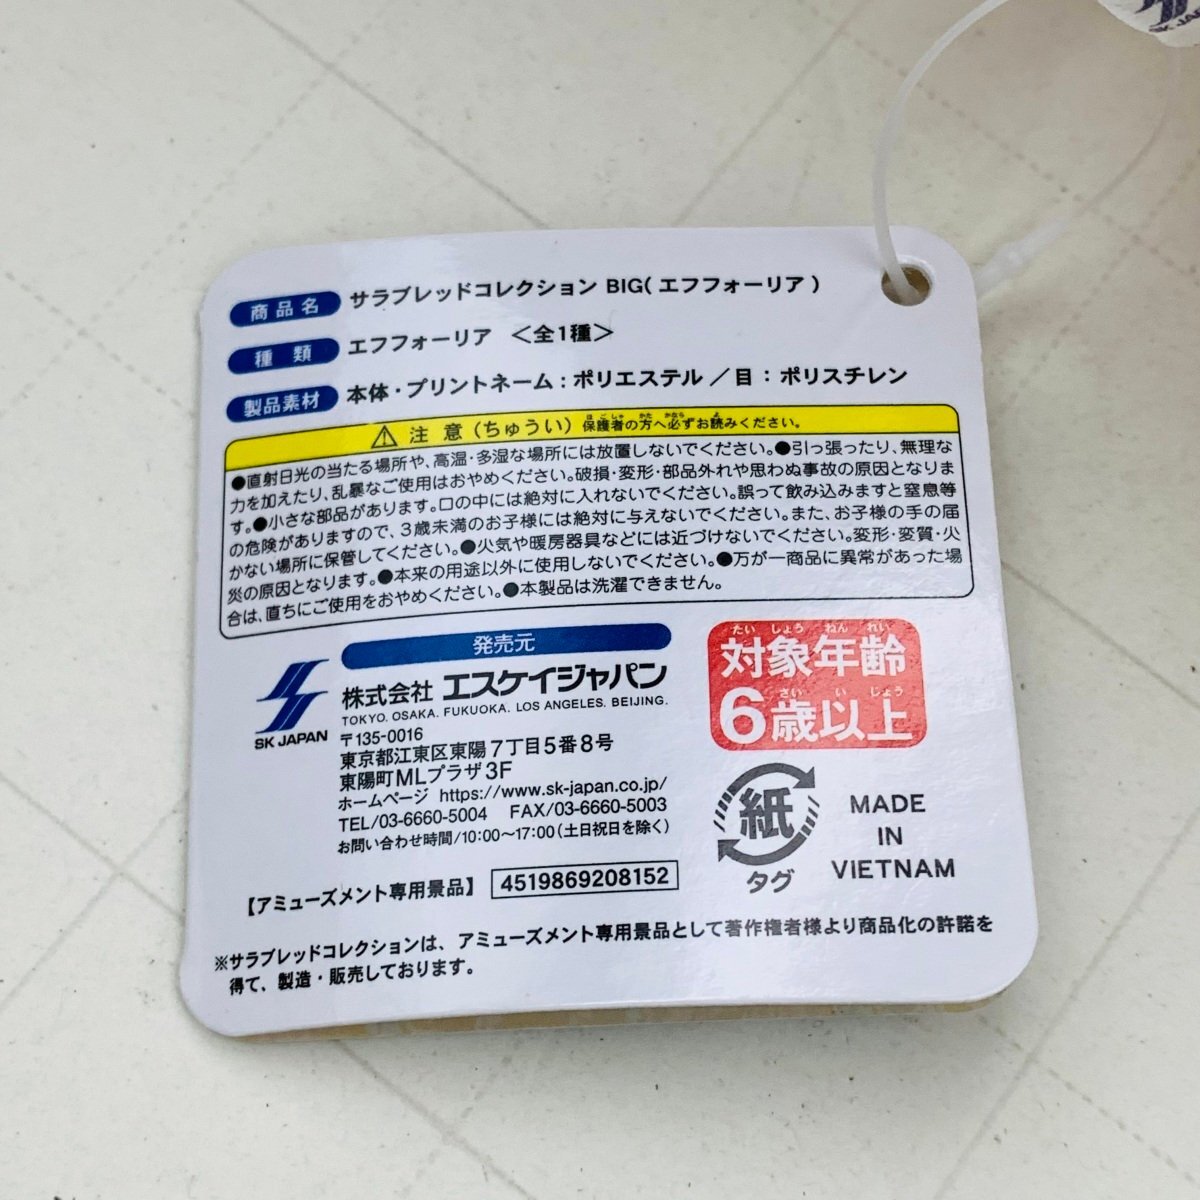 商品名 サラブレッドコレクション BIG(エフフォーリア)
種類 エフフォーリア <全1種>
製品素材 本体・プリントネーム:ポリエステル/目:ポリスチレン
⚠ 注意(ちゅうい) 保護者の方へ必ずお読みください。
●直射日光の当たる場所や、高温・多湿な場所には放置しないでください。●引っ張ったり、無理な
力を加えたり、乱暴なご使用はおやめください。破損・変形・部品外れや思わぬ事故の原因となりま
す。●小さな部品があります。口の中には絶対に入れないでください。誤って飲み込みますと窒息等
の危険がありますので、3歳未満のお子様には絶対に与えないでください。また、お子様の手の届
かない場所に保管してください。●火気や暖房器具などには近づけないでください。変形・変質・火
災の原因となります。●本来の用途以外に使用しないでください。●万が一商品に異常があった場
合は、直ちにご使用をおやめください。●本製品は洗濯できません。
発売元
SK JAPAN
株式会社 エスケイジャパン
TOKYO. OSAKA. FUKUOKA. LOS ANGELES. BEIJING.
〒135-0016
東京都江東区東陽7丁目5番8号
東陽町MLプラザ3F
ホームページ https://www.sk-japan.co.jp/
TEL/03-6660-5004 FAX/03-6660-5003
お問い合わせ時間/10:00〜17:00(土日祝日を除く)
たいしょうねんれい
対象年齢
さいいじょう
6歳以上
紙
タグ
MADE
IN
VIETNAM
【アミューズメント専用景品】 4519869208152
※サラブレッドコレクションは、アミューズメント専用景品として著作権者様より商品化の許諾を
得て、製造・販売しております。